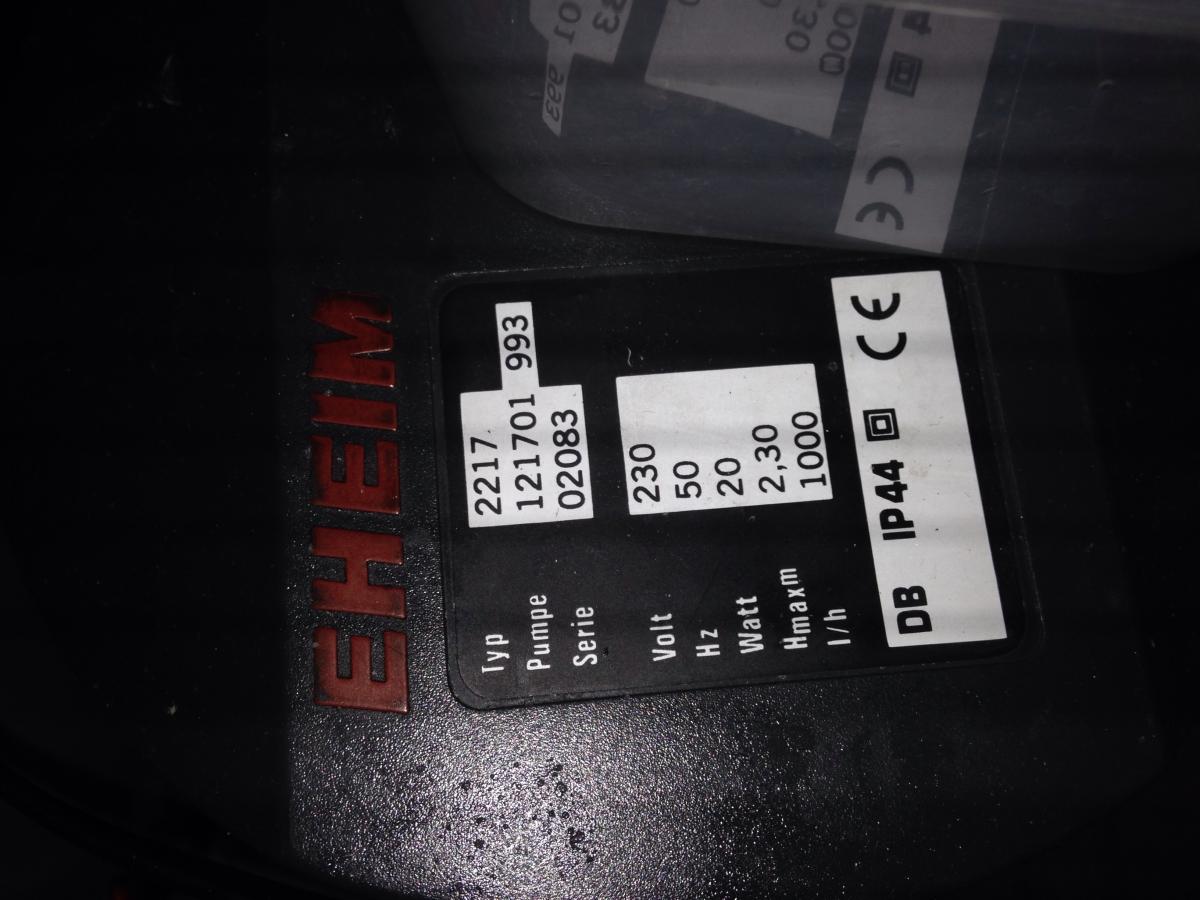 EHEIM
Typ 2217
Pumpe 121701 993
Serie 02083
Volt 230
Hz 50
Watt 20
Hmaxm 2,30
l/h 1000
DB IP44 CE